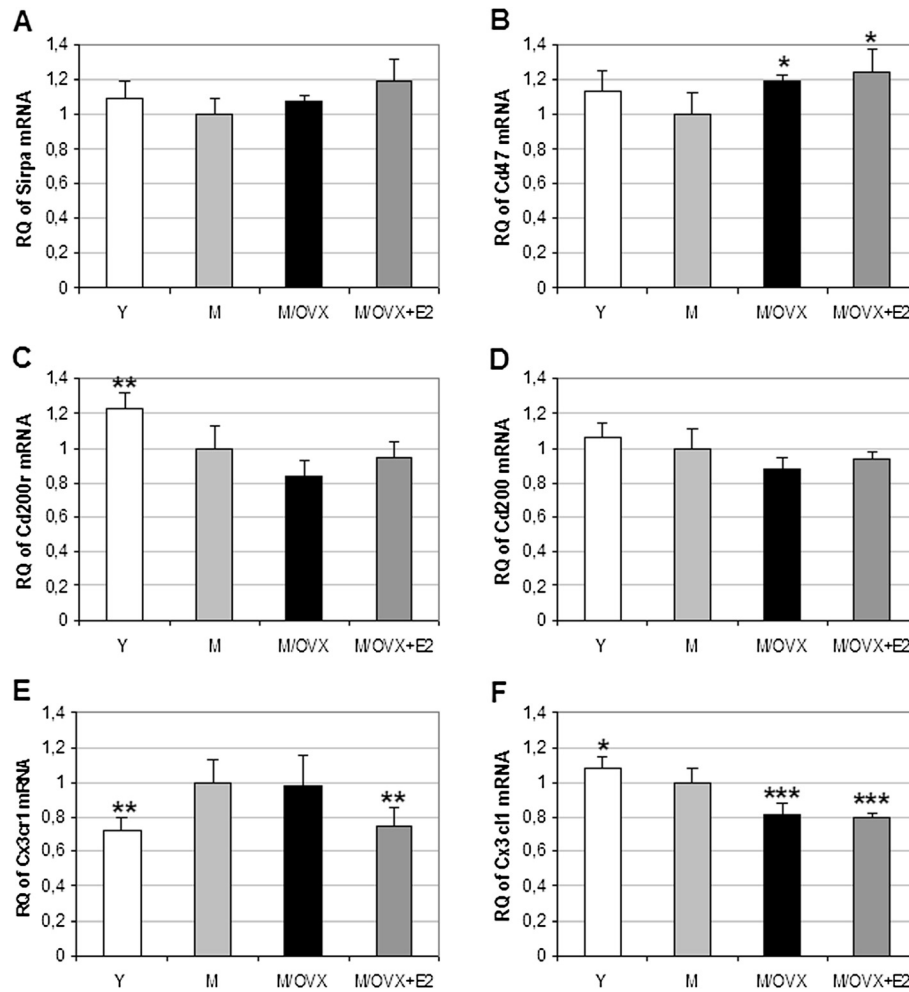 A
RQ of Sirpa mRNA
1,4
1,2
1
0,8
0,6
0,4
0,2
0
Y M M/OVX M/OVX+E2
B
RQ of Cd47 mRNA
1,4
1,2
1
0,8
0,6
0,4
0,2
0
* *
Y M M/OVX M/OVX+E2
C
RQ of Cd200r mRNA
1,4
1,2
1
0,8
0,6
0,4
0,2
0
**
Y M M/OVX M/OVX+E2
D
RQ of Cd200 mRNA
1,4
1,2
1
0,8
0,6
0,4
0,2
0
Y M M/OVX M/OVX+E2
E
RQ of Cx3cr1 mRNA
1,4
1,2
1
0,8
0,6
0,4
0,2
0
** **
Y M M/OVX M/OVX+E2
F
RQ of Cx3cl1 mRNA
1,4
1,2
1
0,8
0,6
0,4
0,2
0
* *** ***
Y M M/OVX M/OVX+E2